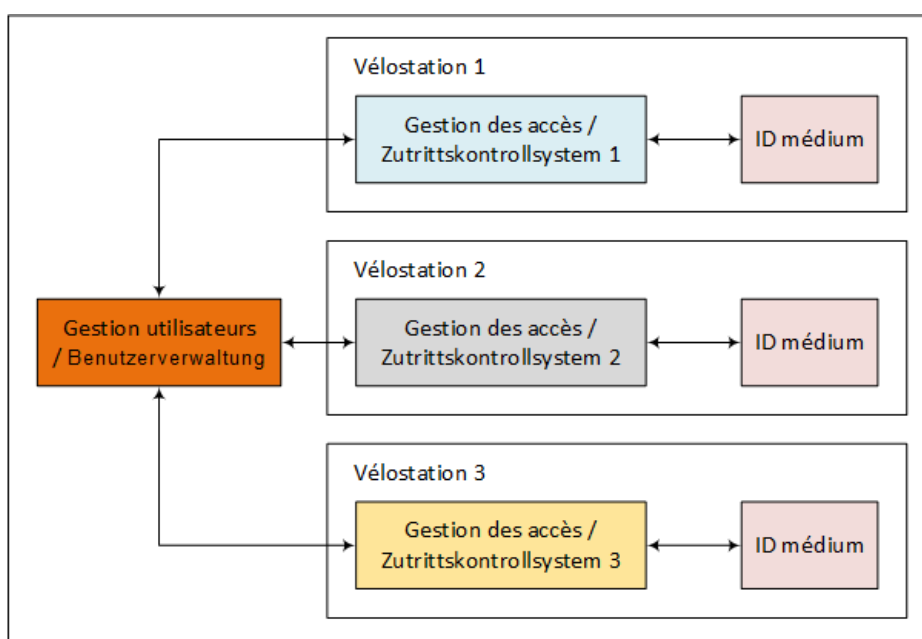 Vélostation 1
Gestion des accès /
Zutrittskontrollsystem 1
ID médium
Vélostation 2
Gestion utilisateurs
/ Benutzerverwaltung
Gestion des accès /
Zutrittskontrollsystem 2
ID médium
Vélostation 3
Gestion des accès /
Zutrittskontrollsystem 3
ID médium